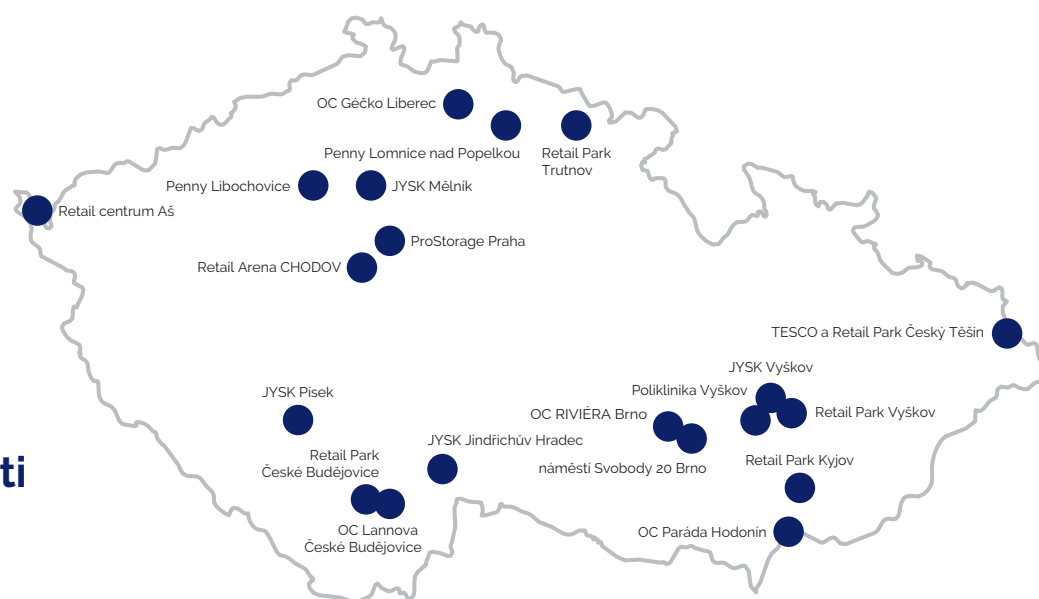 OC Géčko Liberec
Penny Lomnice nad Popelkou
Retail Park
Trutnov
Penny Libochovice
JYSK Mělník
Retail centrum Aš
ProStorage Praha
Retail Arena CHODOV
TESCO a Retail Park Český Těšín
JYSK Vyškov
JYSK Písek
Poliklinika Vyškov
OC RIVIÉRA Brno
Retail Park Vyškov
JYSK Jindřichův Hradec
Retail Park
České Budějovice
náměstí Svobody 20 Brno
Retail Park Kyjov
ti
OC Lannova
České Budějovice
OC Paráda Hodonín